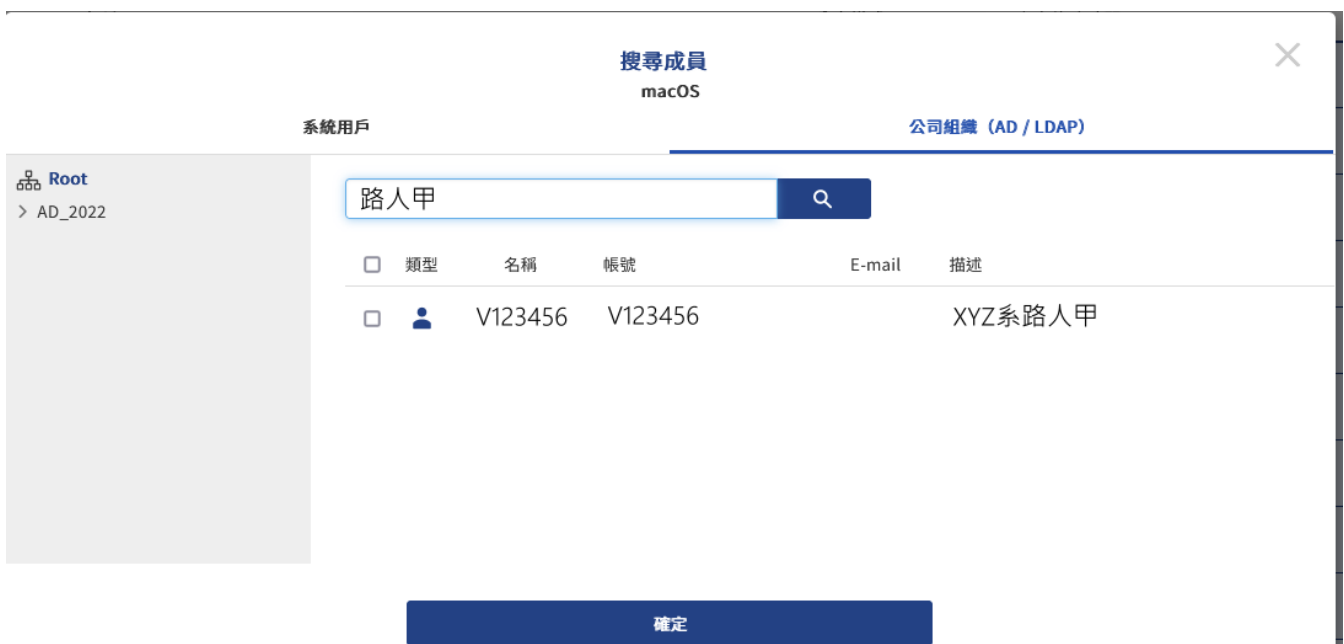 搜尋成員
macOS
系統用戶 公司組織（AD / LDAP）
Root
AD_2022
路人甲
類型 名稱 帳號 E-mail 描述
V123456 V123456 XYZ系路人甲
確定